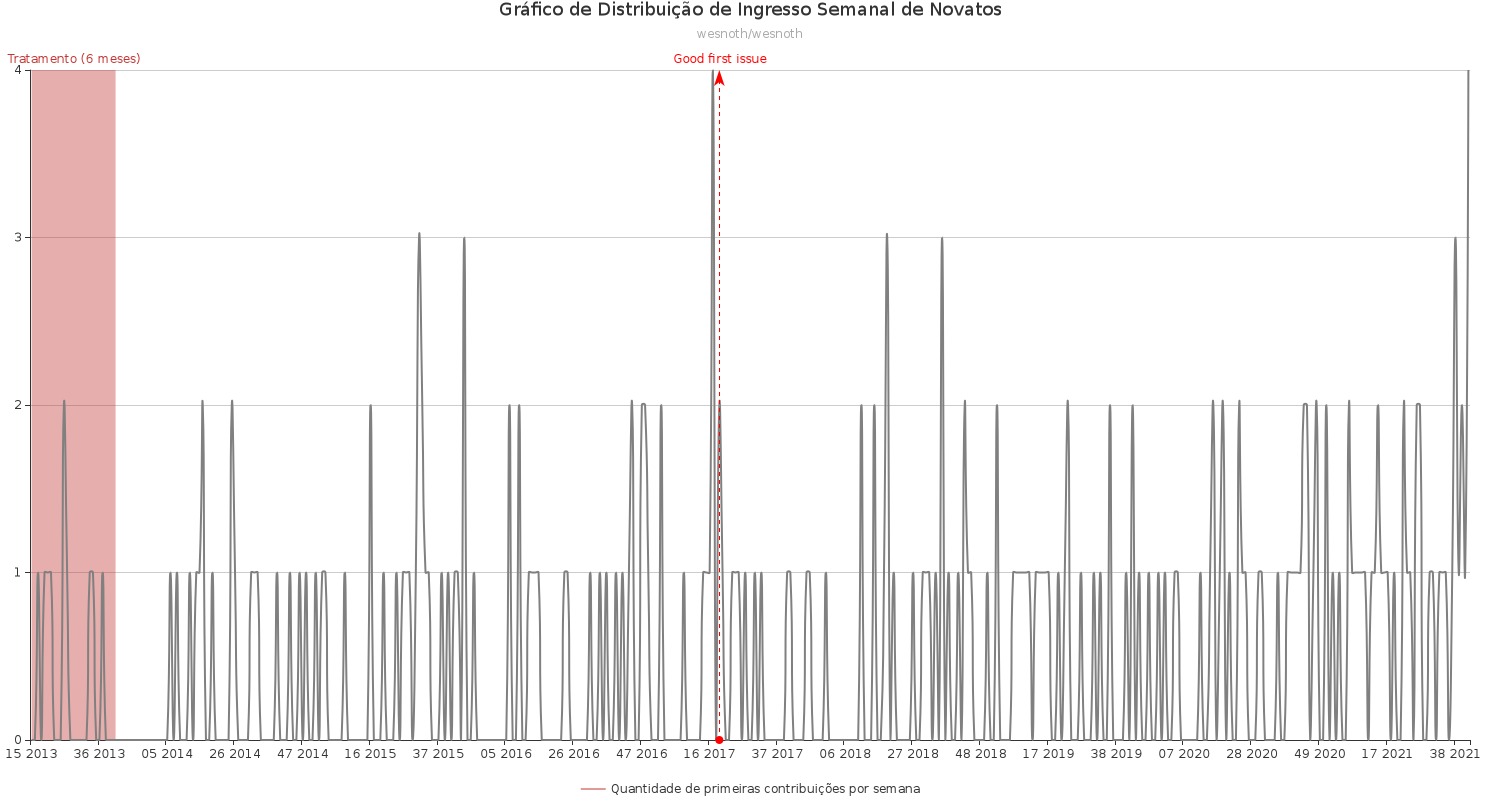 Gráfico de Distribuição de Ingresso Semanal de Novatos
wesnoth/wesnoth
Tratamento (6 meses)
Good first issue
4
3
2
1
0
15 2013 36 2013 05 2014 26 2014 47 2014 16 2015 37 2015 05 2016 26 2016 47 2016 16 2017 37 2017 06 2018 27 2018 48 2018 17 2019 38 2019 07 2020 28 2020 49 2020 17 2021 38 2021
Quantidade de primeiras contribuições por semana